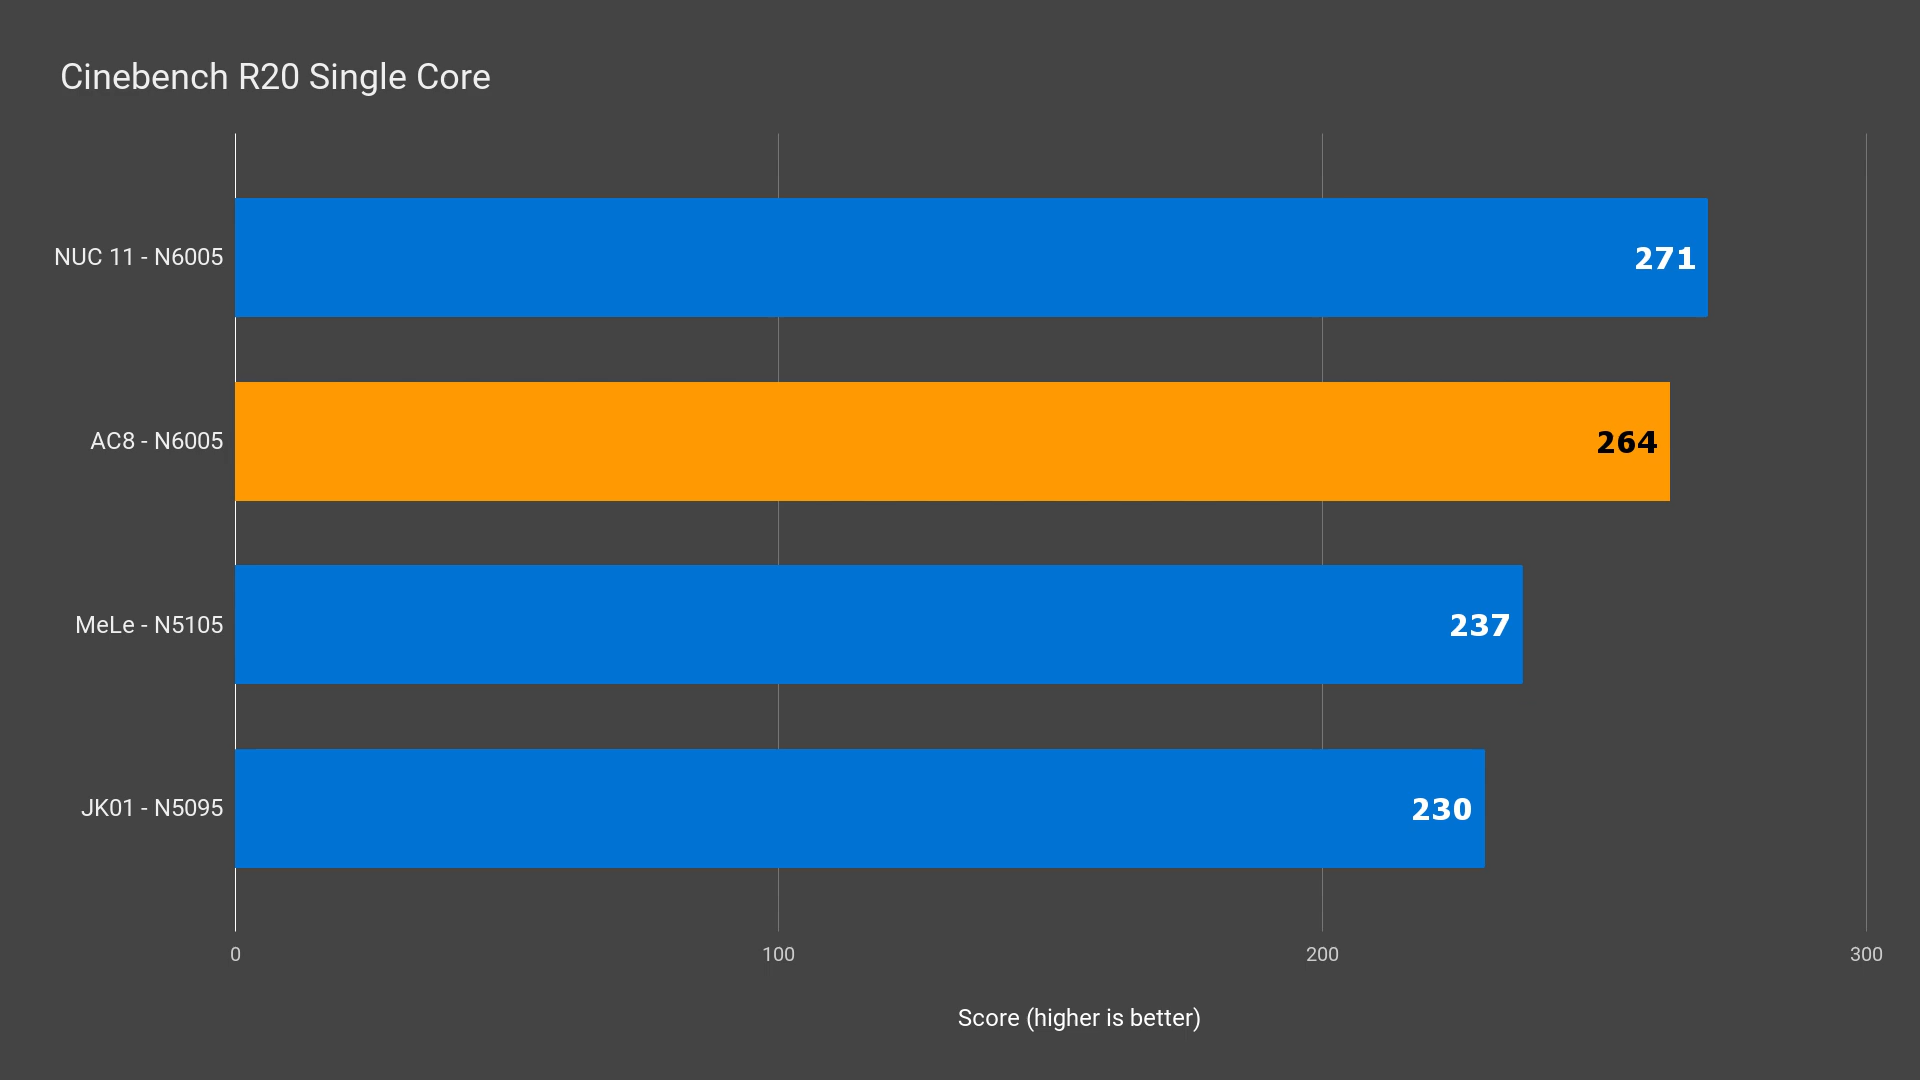 Cinebench R20 Single Core
NUC 11 - N6005
271
AC8 - N6005
264
MeLe - N5105
237
JK01 - N5095
230
0 100 200 300
Score (higher is better)